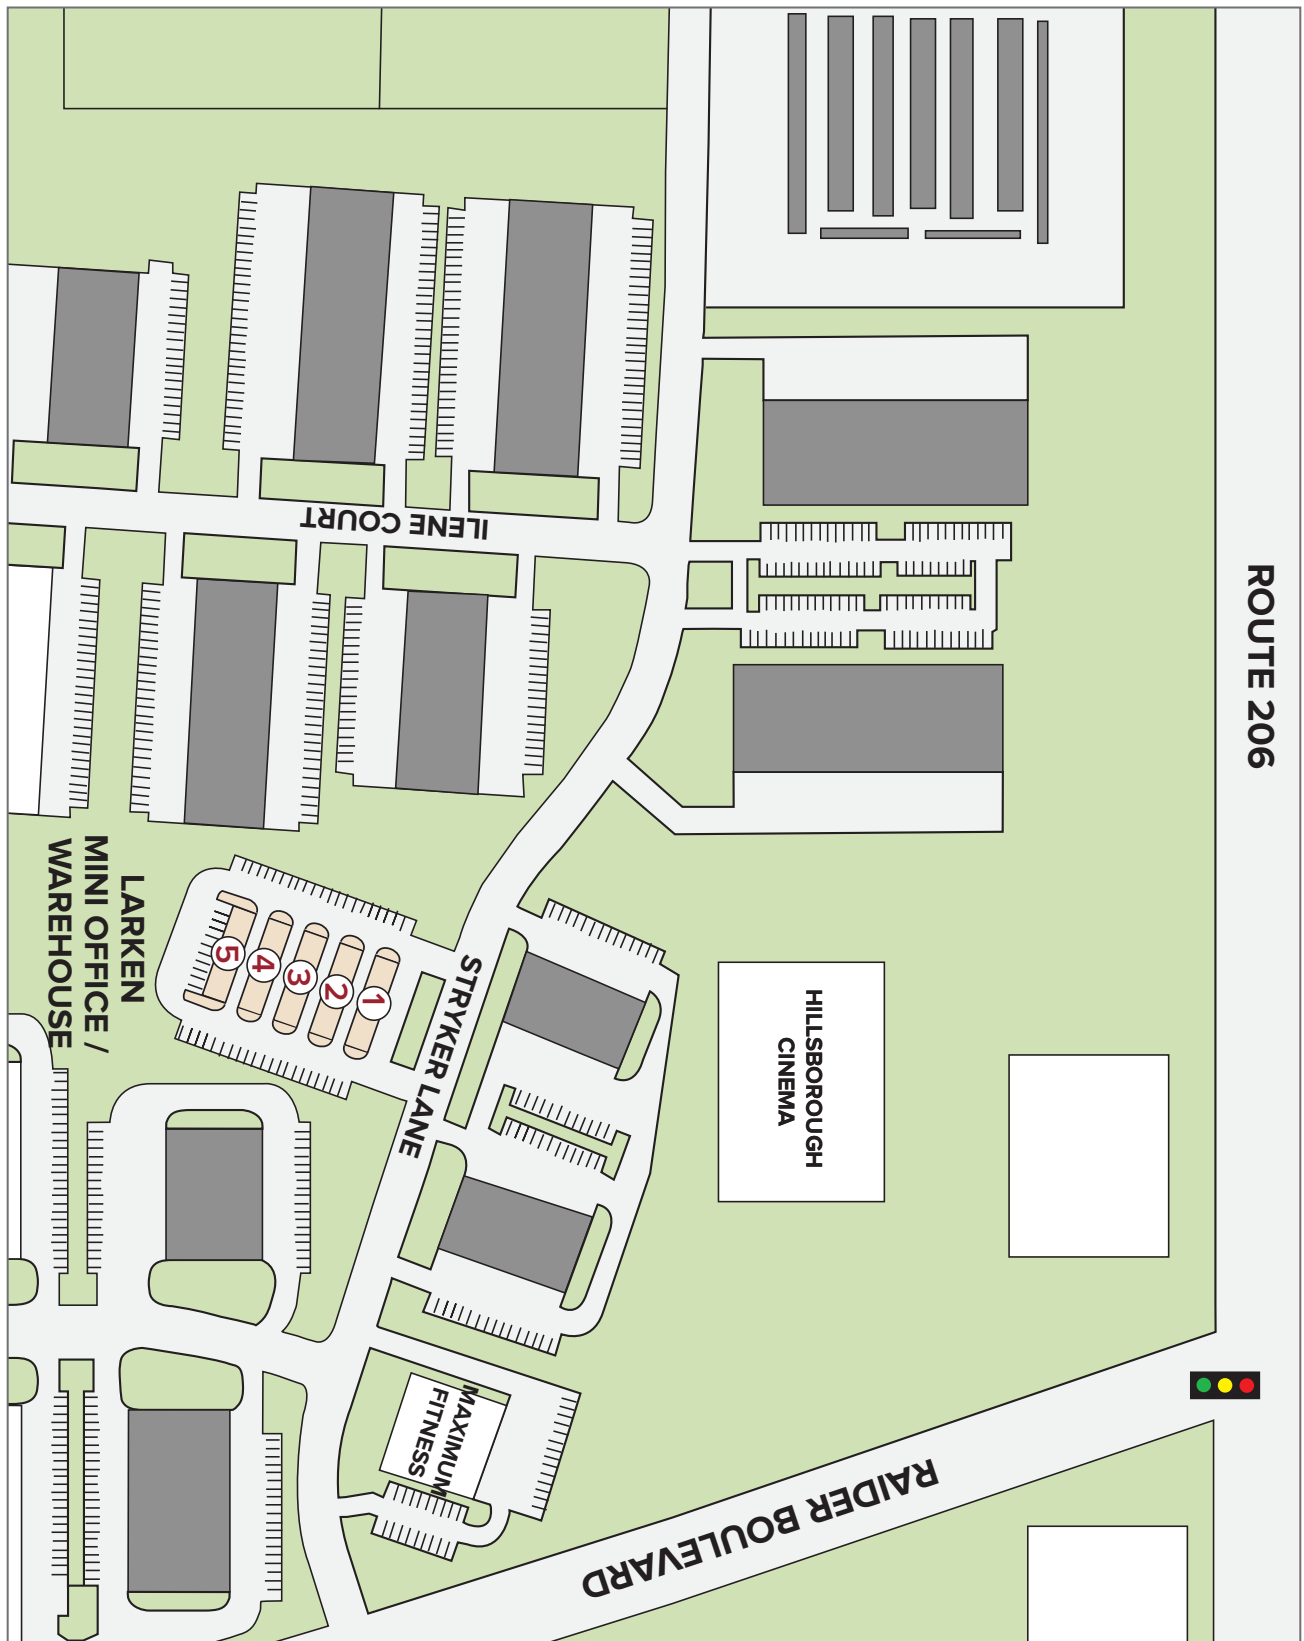 ILENE COURT
ROUTE 206
LARKEN
MINI OFFICE /
WAREHOUSE
5
4
3
2
1
STRYKER LANE
HILLSBOROUGH
CINEMA
MAXIMUM
FITNESS
RAIDER BOULEVARD